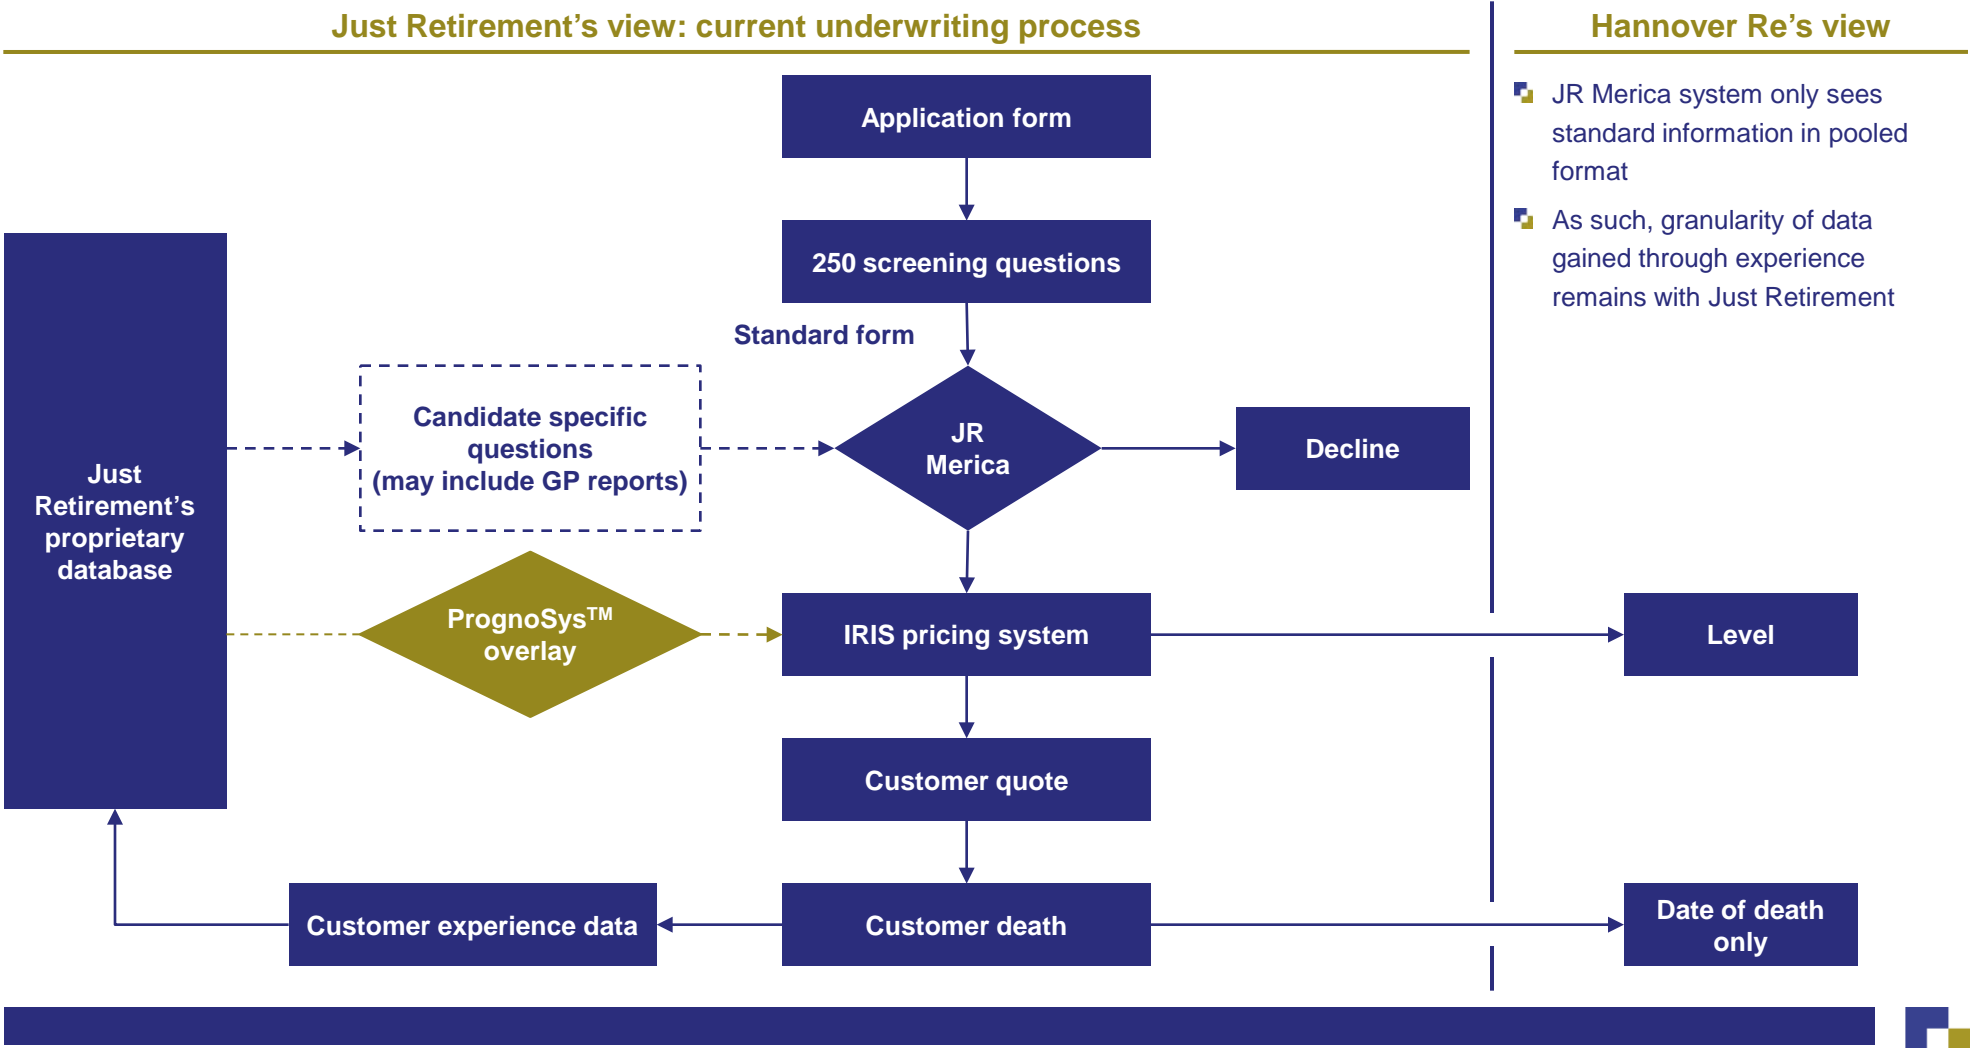 Just Retirement’s view: current underwriting process
Hannover Re’s view
Application form
JR Merica system only sees
standard information in pooled
format
As such, granularity of data
gained through experience
remains with Just Retirement
250 screening questions
Standard form
Candidate specific
questions
(may include GP reports)
JR
Merica
Decline
Just
Retirement’s
proprietary
database
PrognoSysTM
overlay
IRIS pricing system
Level
Customer quote
Customer experience data
Customer death
Date of death
only